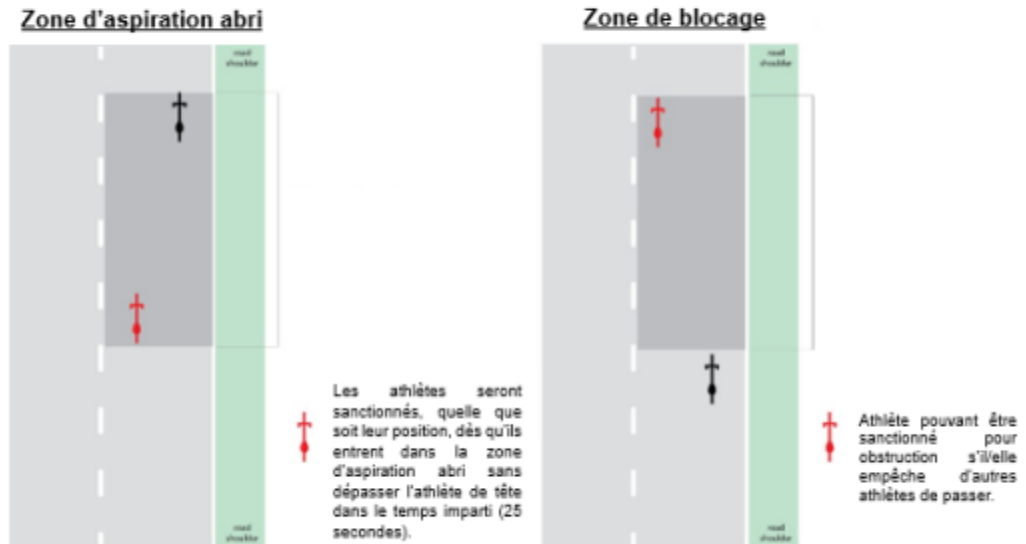 Zone d'aspiration abri
Zone de blocage
road
shoulder
road
shoulder
Les athlètes seront
sanctionnés, quelle que
soit leur position, dès qu'ils
entrent dans la zone
d'aspiration abri sans
dépasser l'athlète de tête
dans le temps imparti (25
secondes).
Athlète pouvant être
sanctionné pour
obstruction s'il/elle
empêche d'autres
athlètes de passer.
road
shoulder
road
shoulder